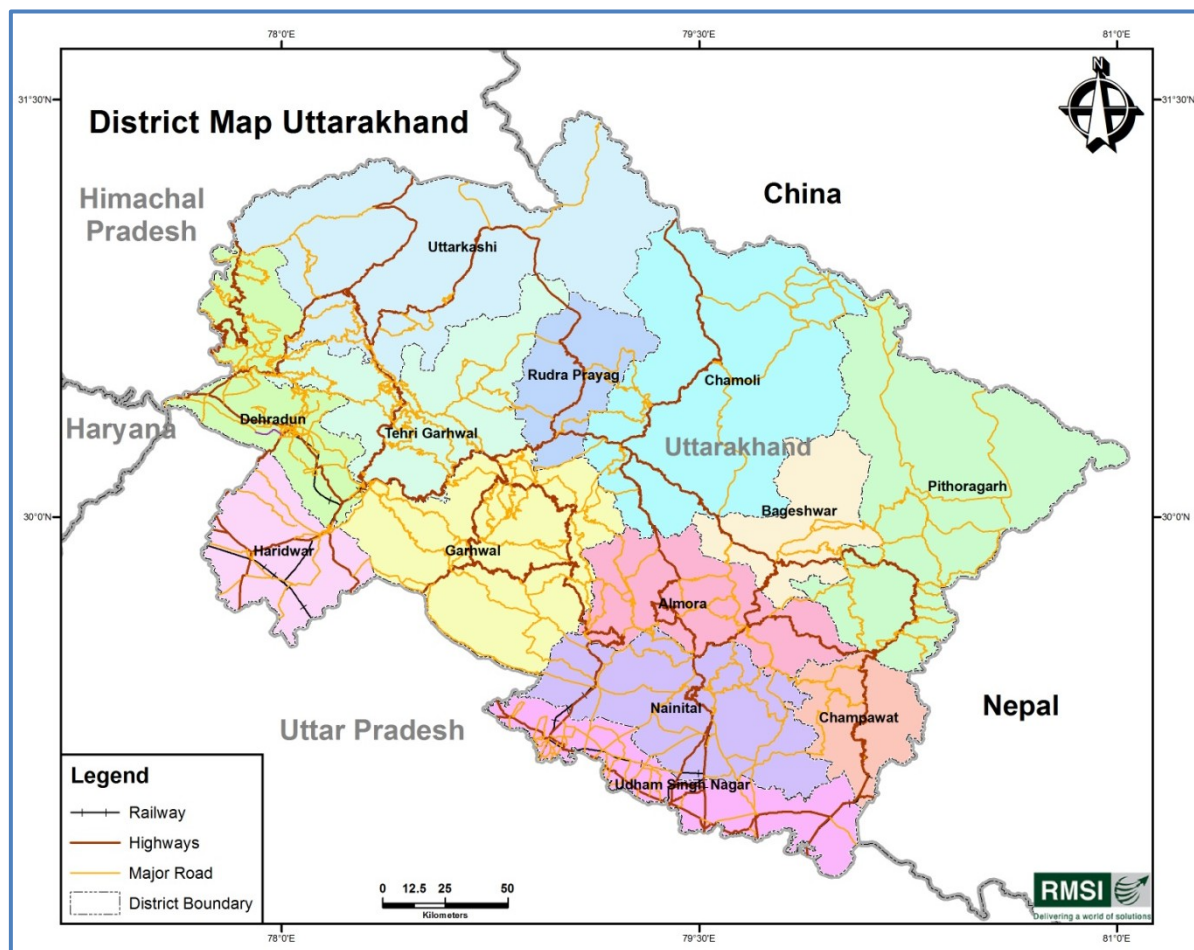 78°0'E
79°30'E
81°0'E
31°30'N
31°30'N
N
District Map Uttarakhand
Himachal
Pradesh
China
Uttarkashi
Rudra Prayag
Chamoli
Haryana
Dehradun
Tehri Garhwal
Uttarakhand
Pithoragarh
Bageshwar
30°0'N
30°0'N
Haridwar
Garhwal
Almora
Nainital
Champawat
Nepal
Uttar Pradesh
Udham Singh Nagar
Legend
Railway
Highways
Major Road
District Boundary
0 12.5 25 50
Kilometers
RMSI
Delivering a world of solutions
78°0'E
79°30'E
81°0'E